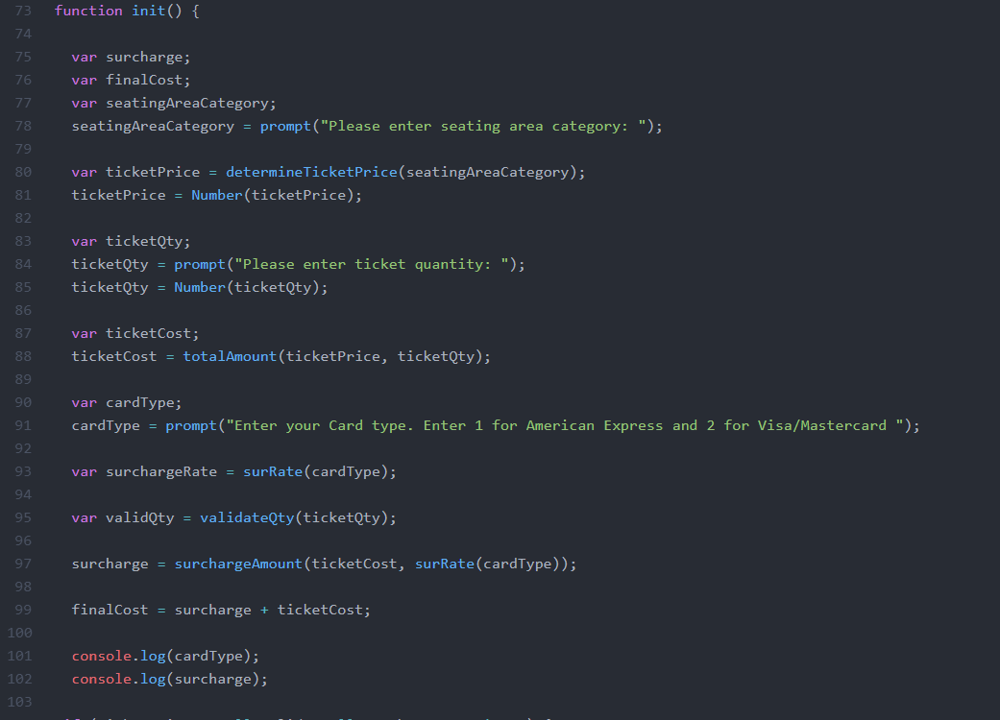 73 function init() {
74
75 var surcharge;
76 var finalCost;
77 var seatingAreaCategory;
78 seatingAreaCategory = prompt("Please enter seating area category: ");
79
80 var ticketPrice = determineTicketPrice(seatingAreaCategory);
81 ticketPrice = Number(ticketPrice);
82
83 var ticketQty;
84 ticketQty = prompt("Please enter ticket quantity: ");
85 ticketQty = Number(ticketQty);
86
87 var ticketCost;
88 ticketCost = totalAmount(ticketPrice, ticketQty);
89
90 var cardType;
91 cardType = prompt("Enter your Card type. Enter 1 for American Express and 2 for Visa/Mastercard ");
92
93 var surchargeRate = surRate(cardType);
94
95 var validQty = validateQty(ticketQty);
96
97 surcharge = surchargeAmount(ticketCost, surRate(cardType));
98
99 finalCost = surcharge + ticketCost;
100
101 console.log(cardType);
102 console.log(surcharge);
103